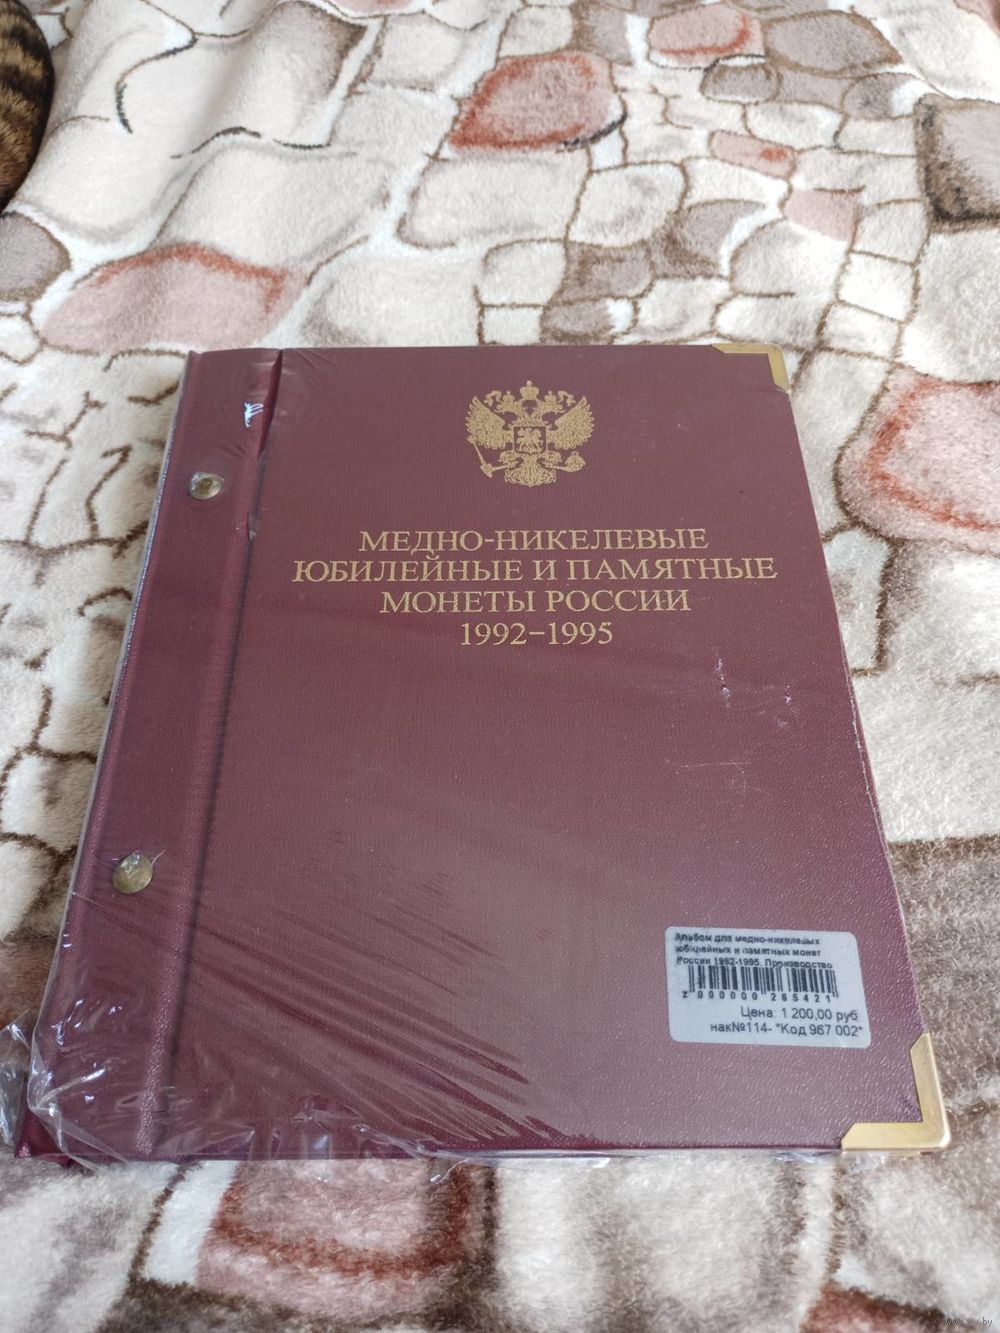 МЕДНО-НИКЕЛЕВЫЕ
ЮБИЛЕЙНЫЕ И ПАМЯТНЫЕ
МОНЕТЫ РОССИИ
1992–1995
Альбом для медно-никелевых
юбилейных и памятных монет
России 1992-1995. Производство
2 000000 285421
Цена: 1 200,00 руб
нак№114- *Код 967 002*